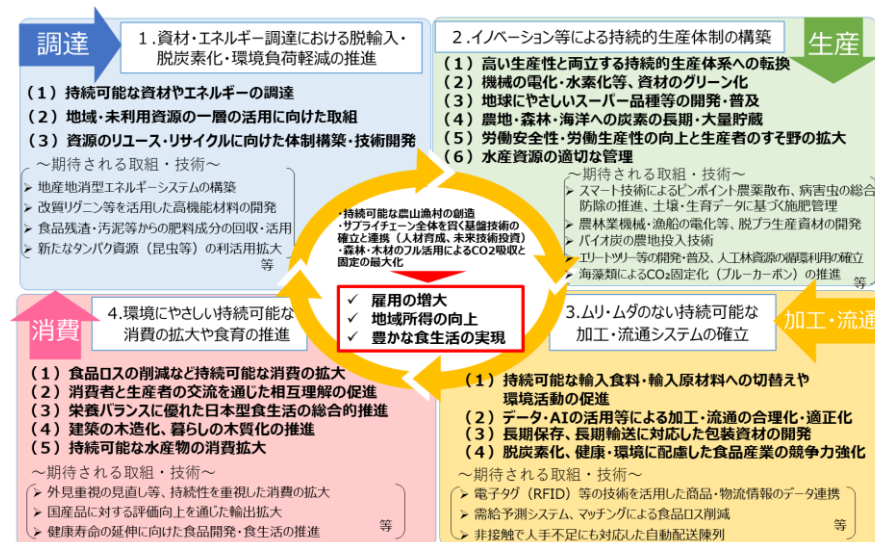 調達
1.資材・エネルギー調達における脱輸入・
脱炭素化・環境負荷軽減の推進
(1) 持続可能な資材やエネルギーの調達
(2) 地域・未利用資源の一層の活用に向けた取組
(3) 資源のリユース・リサイクルに向けた体制構築・技術開発
~期待される取組・技術~
➢ 地産地消型エネルギーシステムの構築
➢ 改質リグニン等を活用した高機能材料の開発
➢ 食品残渣・汚泥等からの肥料成分の回収・活用
➢ 新たなタンパク資源(昆虫等)の利活用拡大
等
2.イノベーション等による持続的生産体制の構築
生産
(1) 高い生産性と両立する持続的生産体系への転換
(2) 機械の電化・水素化等、資材のグリーン化
(3) 地球にやさしいスーパー品種等の開発・普及
(4) 農地・森林・海洋への炭素の長期・大量貯蔵
(5) 労働安全性・労働生産性の向上と生産者のすそ野の拡大
(6) 水産資源の適切な管理
~期待される取組・技術~
➢ スマート技術によるピンポイント農薬散布、病害虫の総合
防除の推進、土壌・生育データに基づく施肥管理
➢ 農林業機械・漁船の電化等、脱プラ生産資材の開発
➢ バイオ炭の農地投入技術
➢ エリートツリー等の開発・普及、人工林資源の循環利用の確立
➢ 海藻類によるCO₂固定化(ブルーカーボン)の推進
等
・持続可能な農山漁村の創造
・サプライチェーン全体を貫く基盤技術の
確立と連携(人材育成、未来技術投資)
・森林・木材のフル活用によるCO2吸収と
固定の最大化
✓ 雇用の増大
✓ 地域所得の向上
✓ 豊かな食生活の実現
消費
4.環境にやさしい持続可能な
消費の拡大や食育の推進
(1) 食品ロスの削減など持続可能な消費の拡大
(2) 消費者と生産者の交流を通じた相互理解の促進
(3) 栄養バランスに優れた日本型食生活の総合的推進
(4) 建築の木造化、暮らしの木質化の推進
(5) 持続可能な水産物の消費拡大
~期待される取組・技術~
➢ 外見重視の見直し等、持続性を重視した消費の拡大
➢ 国産品に対する評価向上を通じた輸出拡大
➢ 健康寿命の延伸に向けた食品開発・食生活の推進
等
3.ムリ・ムダのない持続可能な
加工・流通システムの確立
加工・流通
(1) 持続可能な輸入食料・輸入原材料への切替えや
環境活動の促進
(2) データ・AIの活用等による加工・流通の合理化・適正化
(3) 長期保存、長期輸送に対応した包装資材の開発
(4) 脱炭素化、健康・環境に配慮した食品産業の競争力強化
~期待される取組・技術~
➢ 電子タグ(RFID)等の技術を活用した商品・物流情報のデータ連携
➢ 需給予測システム、マッチングによる食品ロス削減
➢ 非接触で人手不足にも対応した自動配送陳列
等